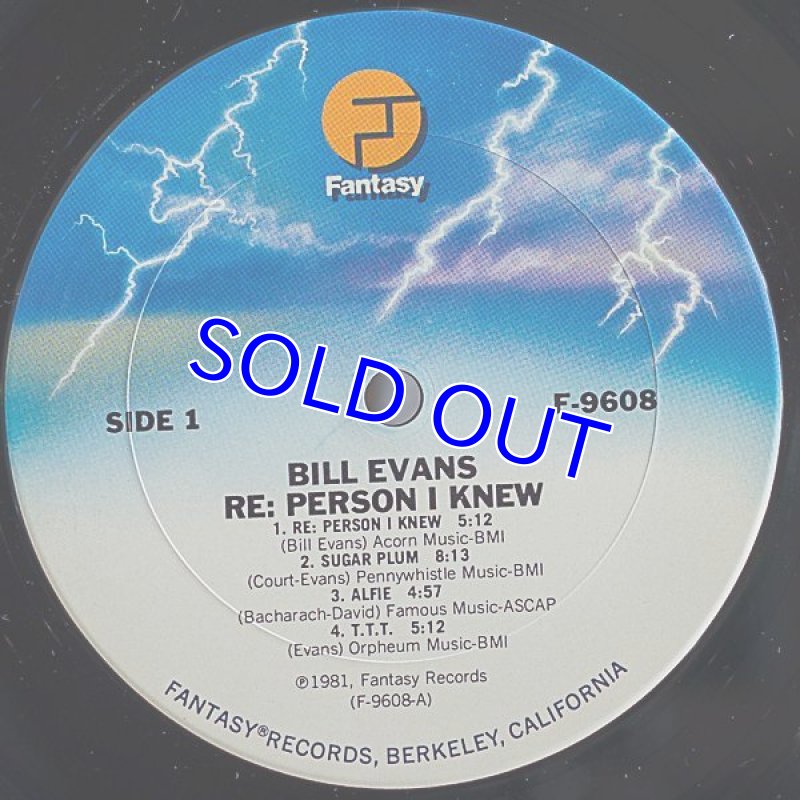 Fantasy
SOLD OUT
SIDE 1
F-9608
BILL EVANS
RE: PERSON I KNEW
1. RE: PERSON I KNEW 5:12
(Bill Evans) Acorn Music-BMI
2. SUGAR PLUM 8:13
(Court-Evans) Pennywhistle Music-BMI
3. ALFIE 4:57
(Bacharach-David) Famous Music-ASCAP
4. T.T.T. 5:12
(Evans) Orpheum Music-BMI
℗1981, Fantasy Records
(F-9608-A)
FANTASY® RECORDS, BERKELEY, CALIFORNIA